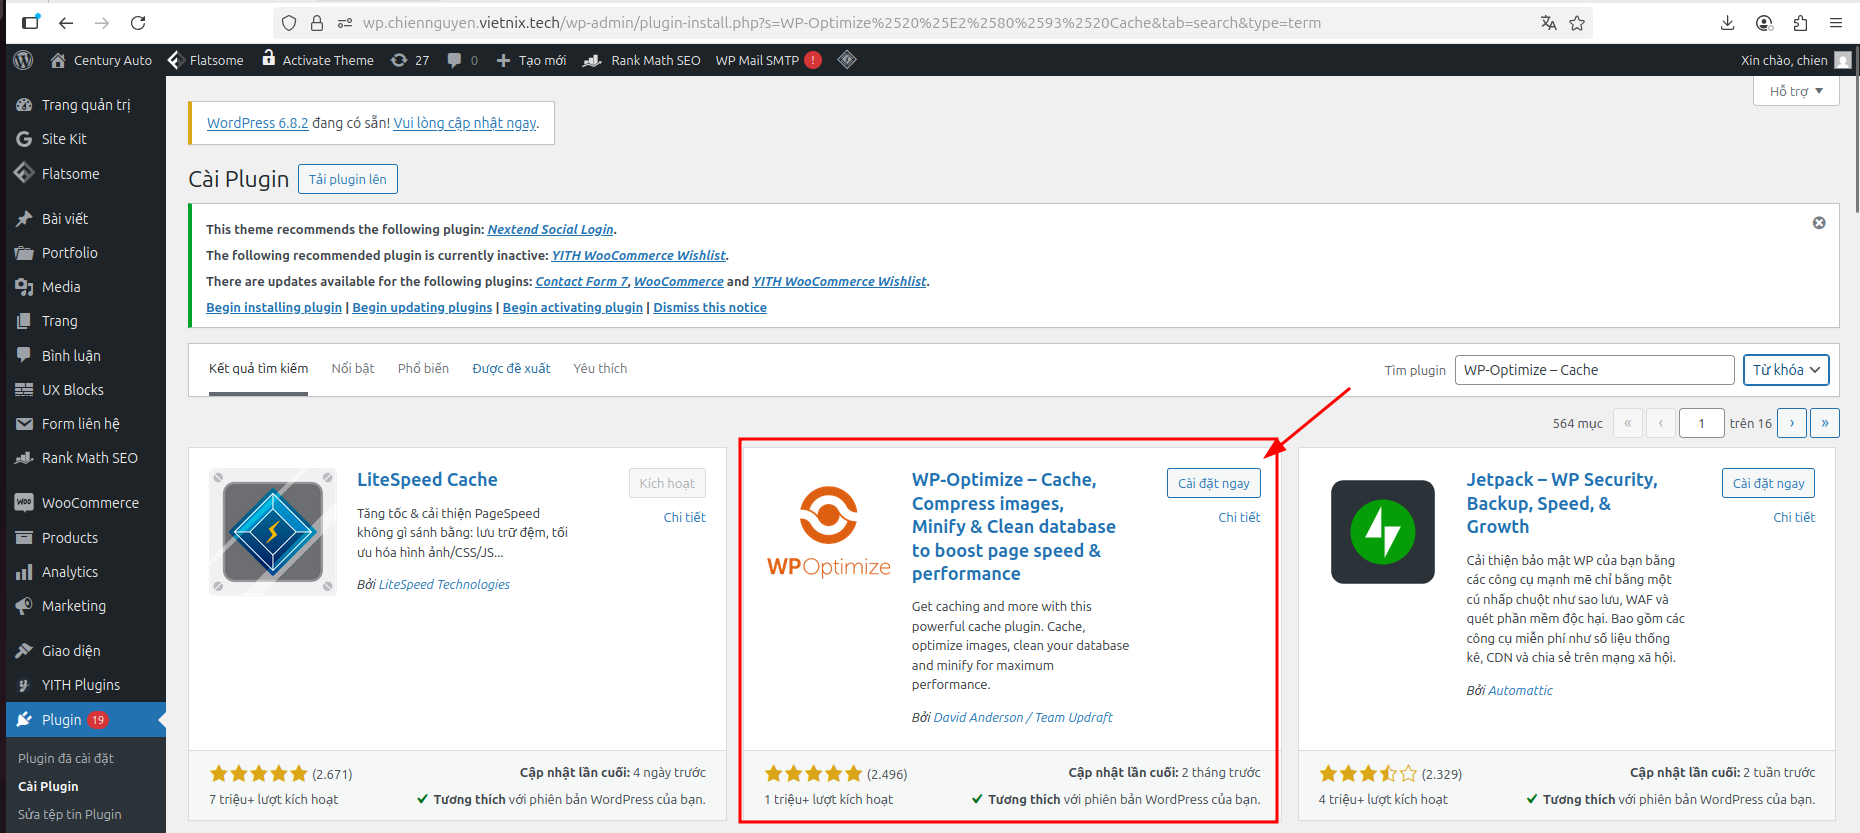 wp.chiennguyen.vietnix.tech/wp-admin/plugin-install.php?s=WP-Optimize%2520%25E2%2580%2593%2520Cache&tab=search&type=term
Century Auto Flatsome Activate Theme 27 0 Tạo mới Rank Math SEO WP Mail SMTP ! Xin chào, chien
Trang quản trị
Site Kit
Flatsome
Bài viết
Portfolio
Media
Trang
Bình luận
UX Blocks
Form liên hệ
Rank Math SEO
WooCommerce
Products
Analytics
Marketing
Giao diện
YITH Plugins
Plugin 19
Plugin đã cài đặt
Cài Plugin
Sửa tệp tin Plugin
Hỗ trợ
WordPress 6.8.2 đang có sẵn! Vui lòng cập nhật ngay.
Cài Plugin Tải plugin lên
This theme recommends the following plugin: Nextend Social Login.
The following recommended plugin is currently inactive: YITH WooCommerce Wishlist.
There are updates available for the following plugins: Contact Form 7, WooCommerce and YITH WooCommerce Wishlist.
Begin installing plugin | Begin updating plugins | Begin activating plugin | Dismiss this notice
Kết quả tìm kiếm Nổi bật Phổ biến Được đề xuất Yêu thích Tìm plugin WP-Optimize – Cache Từ khóa
564 mục « ‹ 1 trên 16 › »
LiteSpeed Cache
Kích hoạt
Chi tiết
Tăng tốc & cải thiện PageSpeed
không gì sánh bằng: lưu trữ đệm, tối
ưu hóa hình ảnh/CSS/JS...
Bởi LiteSpeed Technologies
(2.671)
7 triệu+ lượt kích hoạt
Cập nhật lần cuối: 4 ngày trước
Tương thích với phiên bản WordPress của bạn.
WPOptimize
WP-Optimize – Cache,
Compress images,
Minify & Clean database
to boost page speed &
performance
Cài đặt ngay
Chi tiết
Get caching and more with this
powerful cache plugin. Cache,
optimize images, clean your database
and minify for maximum
performance.
Bởi David Anderson / Team Updraft
(2.496)
1 triệu+ lượt kích hoạt
Cập nhật lần cuối: 2 tháng trước
Tương thích với phiên bản WordPress của bạn.
Jetpack – WP Security,
Backup, Speed, &
Growth
Cài đặt ngay
Chi tiết
Cải thiện bảo mật WP của bạn bằng
các công cụ mạnh mẽ chỉ bằng một
cú nhấp chuột như sao lưu, WAF và
quét phần mềm độc hại. Bao gồm các
công cụ miễn phí như số liệu thống
kê, CDN và chia sẻ trên mạng xã hội.
Bởi Automattic
(2.329)
4 triệu+ lượt kích hoạt
Cập nhật lần cuối: 2 tuần trước
Tương thích với phiên bản WordPress của bạn.